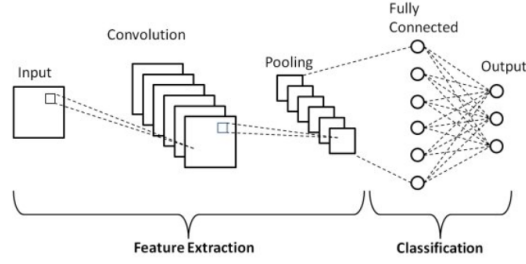 Input
Convolution
Pooling
Fully
Connected
Output
Feature Extraction
Classification